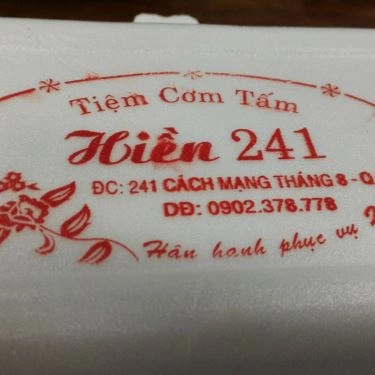 Tiệm Cơm Tấm
Hiền 241
ĐC: 241 CÁCH MẠNG THÁNG 8 - Q
DĐ: 0902.378.778
Hân hạnh phục vụ